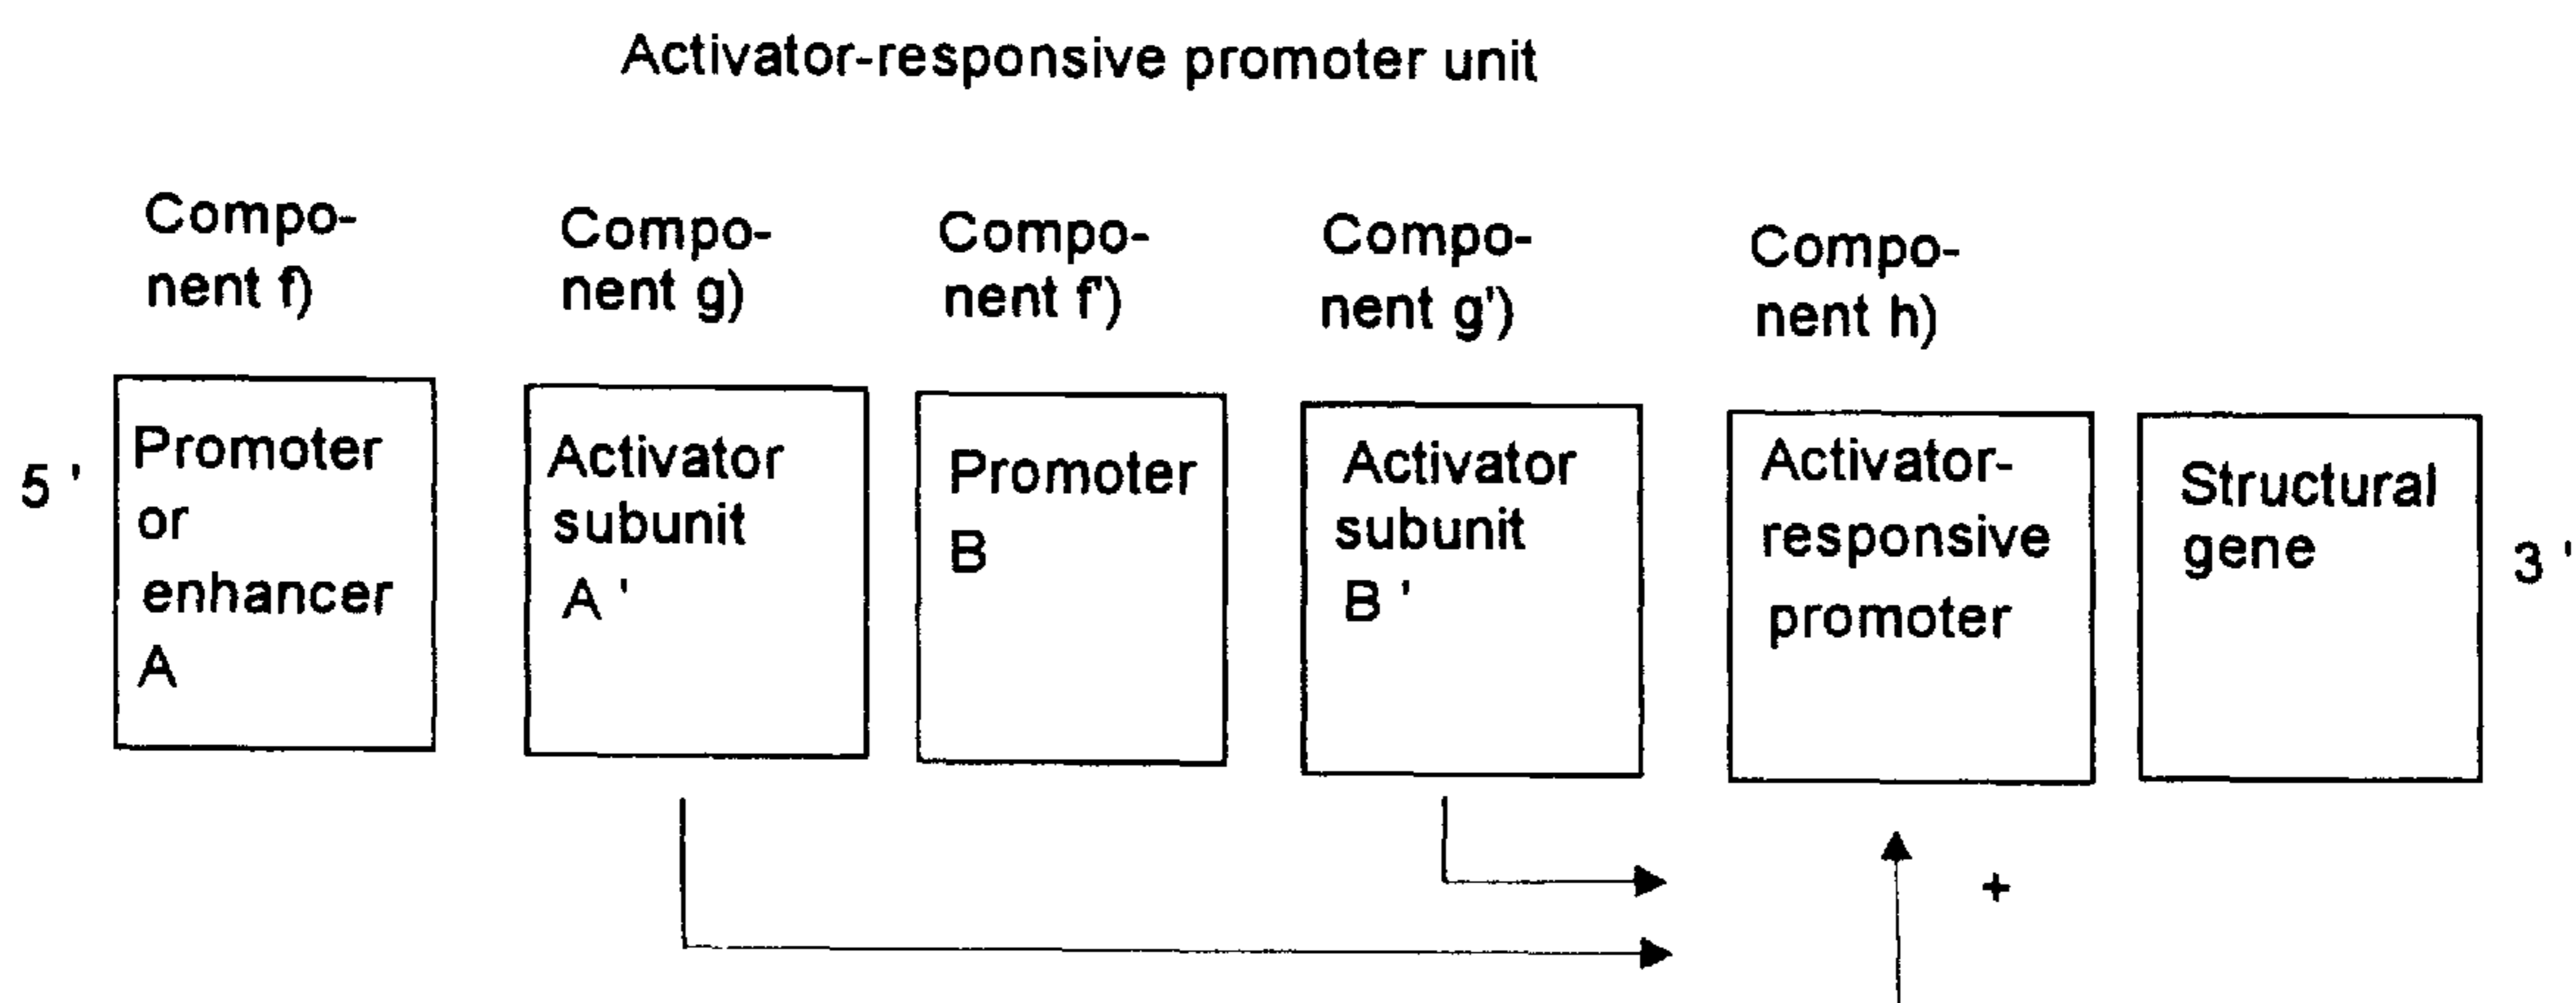 Activator-responsive promoter unit
Compo-
nent f)
Compo-
nent g)
Compo-
nent f')
Compo-
nent g')
Compo-
nent h)
5 '
Promoter
or
enhancer
A
Activator
subunit
A '
Promoter
B
Activator
subunit
B '
Activator-
responsive
promoter
Structural
gene
3 '
+